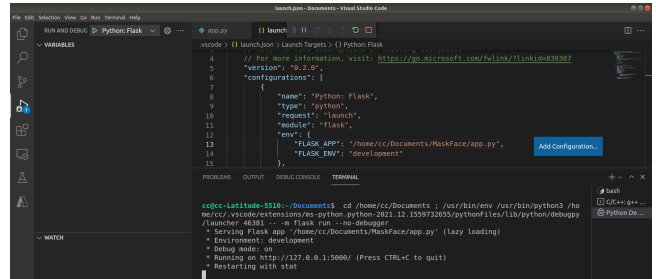 launch.json - Documents - Visual Studio Code
File Edit Selection View Go Run Terminal Help
RUN AND DEBUG Python: Flask
app.py
launch
.vscode > launch.json > Launch Targets > Python: Flask
VARIABLES
4 // For more information, visit: https://go.microsoft.com/fwlink/?linkid=830387
5 "version": "0.2.0",
6 "configurations": [
7 {
8 "name": "Python: Flask",
9 "type": "python",
10 "request": "launch",
11 "module": "flask",
12 "env": {
13 "FLASK_APP": "/home/cc/Documents/MaskFace/app.py",
14 "FLASK_ENV": "development"
15 },
Add Configuration...
PROBLEMS OUTPUT DEBUG CONSOLE TERMINAL
cc@cc-Latitude-5510:~/Documents$ cd /home/cc/Documents ; /usr/bin/env /usr/bin/python3 /ho
me/cc/.vscode/extensions/ms-python.python-2021.12.1559732655/pythonFiles/lib/python/debugpy
/launcher 46381 -- -m flask run --no-debugger
* Serving Flask app '/home/cc/Documents/MaskFace/app.py' (lazy loading)
* Environment: development
* Debug mode: on
* Running on http://127.0.0.1:5000/ (Press CTRL+C to quit)
* Restarting with stat
bash
C/C++: g++ ...
Python De...
WATCH